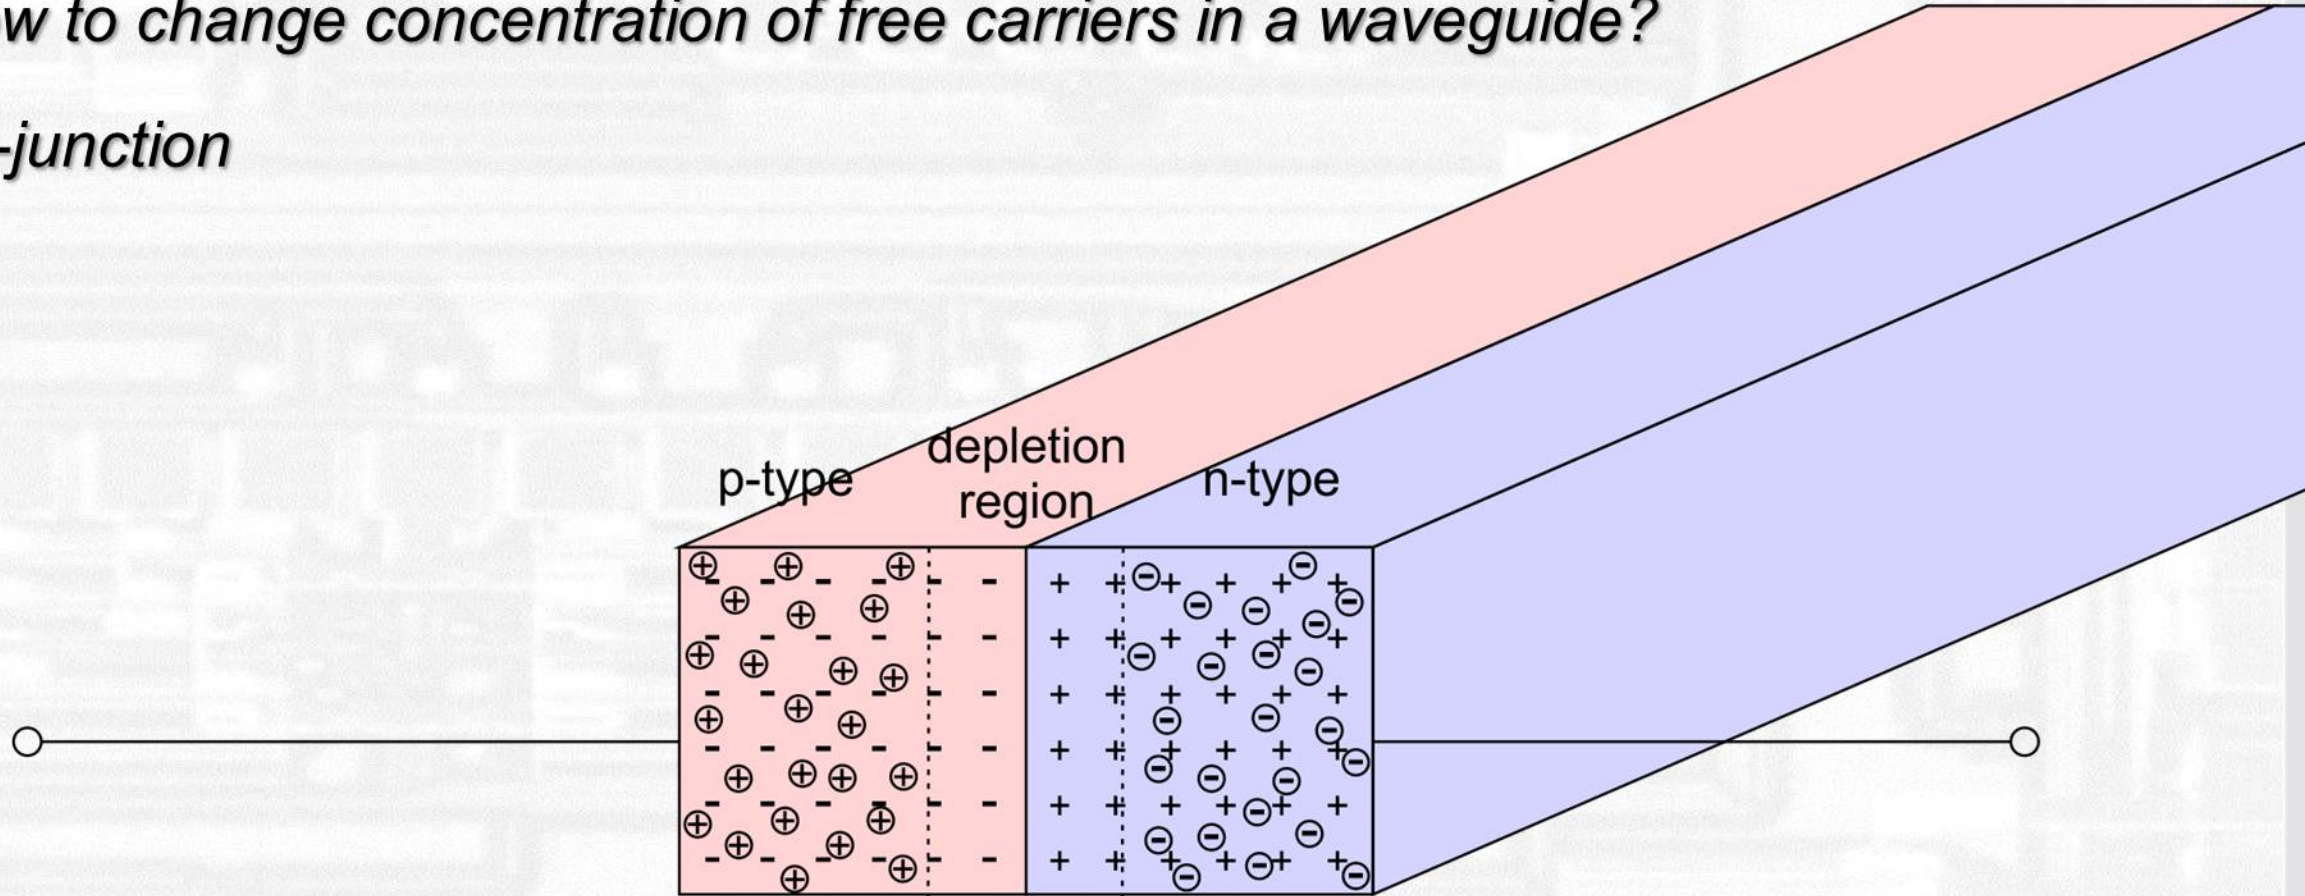 w to change concentration of free carriers in a waveguide?
-junction
depletion
p-type
region
n-type